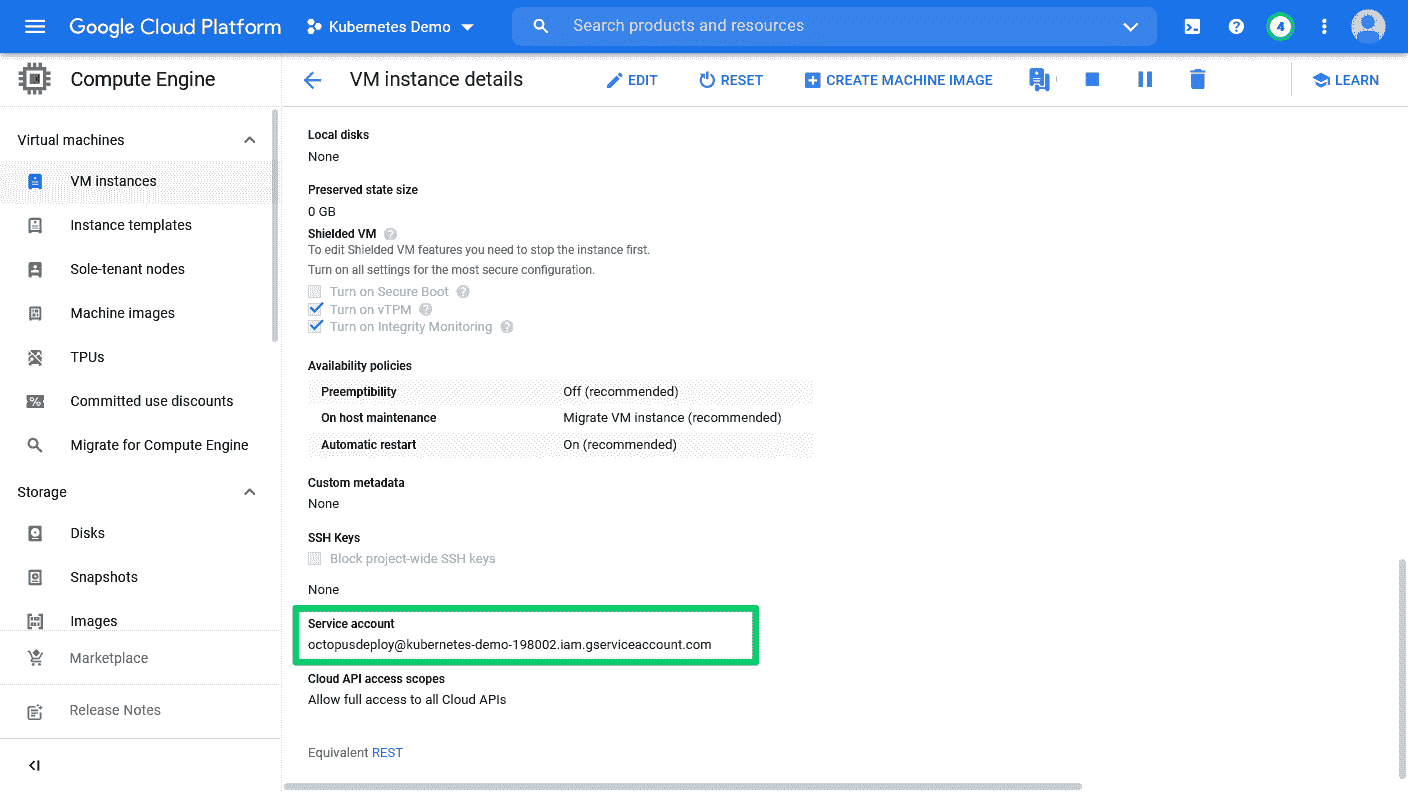 Google Cloud Platform
Kubernetes Demo
Search products and resources
4
Compute Engine
VM instance details
EDIT
RESET
CREATE MACHINE IMAGE
LEARN
Virtual machines
VM instances
Instance templates
Sole-tenant nodes
Machine images
TPUs
Committed use discounts
Migrate for Compute Engine
Storage
Disks
Snapshots
Images
Marketplace
Release Notes
Local disks
None
Preserved state size
0 GB
Shielded VM
To edit Shielded VM features you need to stop the instance first.
Turn on all settings for the most secure configuration.
Turn on Secure Boot
Turn on vTPM
Turn on Integrity Monitoring
Availability policies
Preemptibility Off (recommended)
On host maintenance Migrate VM instance (recommended)
Automatic restart On (recommended)
Custom metadata
None
SSH Keys
Block project-wide SSH keys
None
Service account
octopusdeploy@kubernetes-demo-198002.iam.gserviceaccount.com
Cloud API access scopes
Allow full access to all Cloud APIs
Equivalent REST